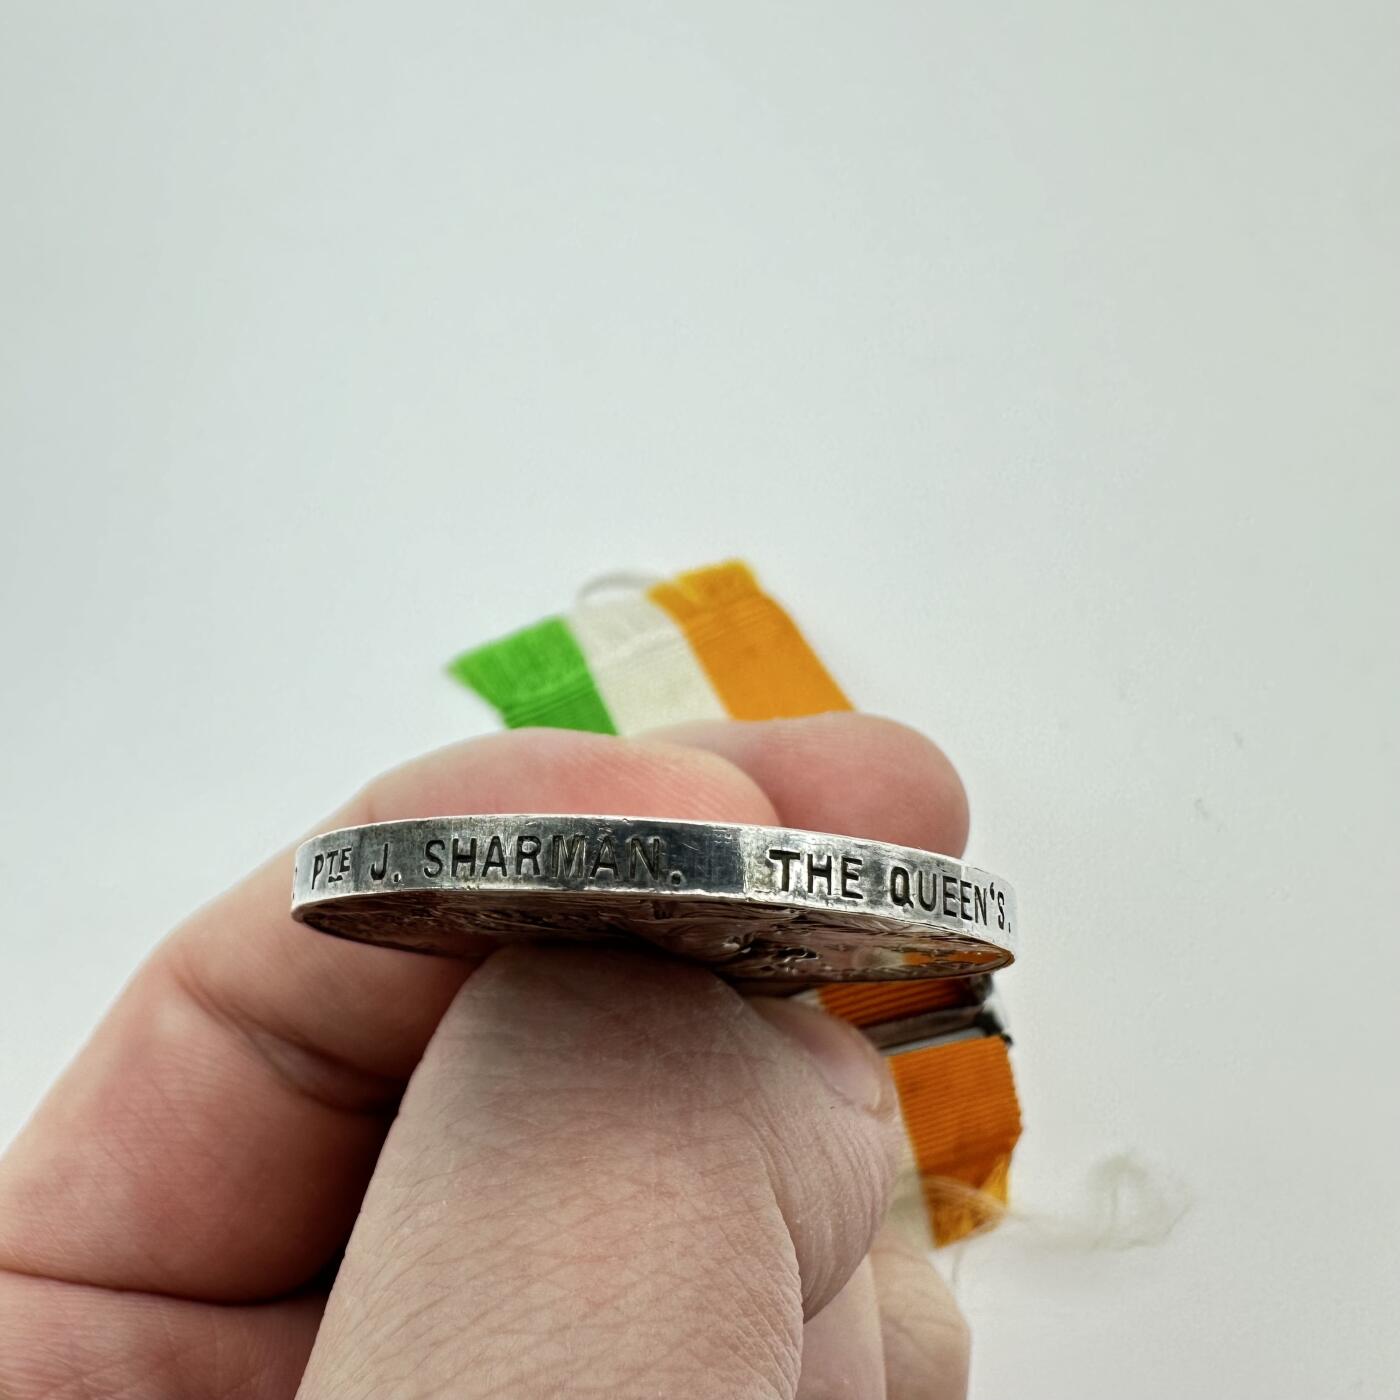 PTE J. SHARMAN. THE QUEEN'S.